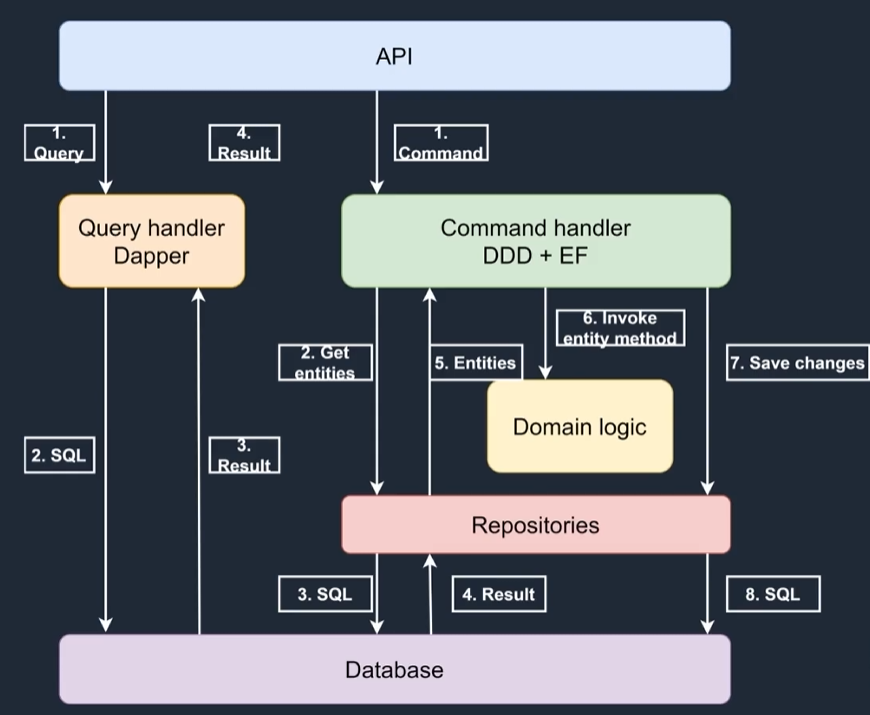 API
1.
Query
4.
Result
1.
Command
Query handler
Dapper
Command handler
DDD + EF
6. Invoke
entity method
2. Get
entities
5. Entities
7. Save changes
Domain logic
2. SQL
3.
Result
Repositories
3. SQL
4. Result
8. SQL
Database